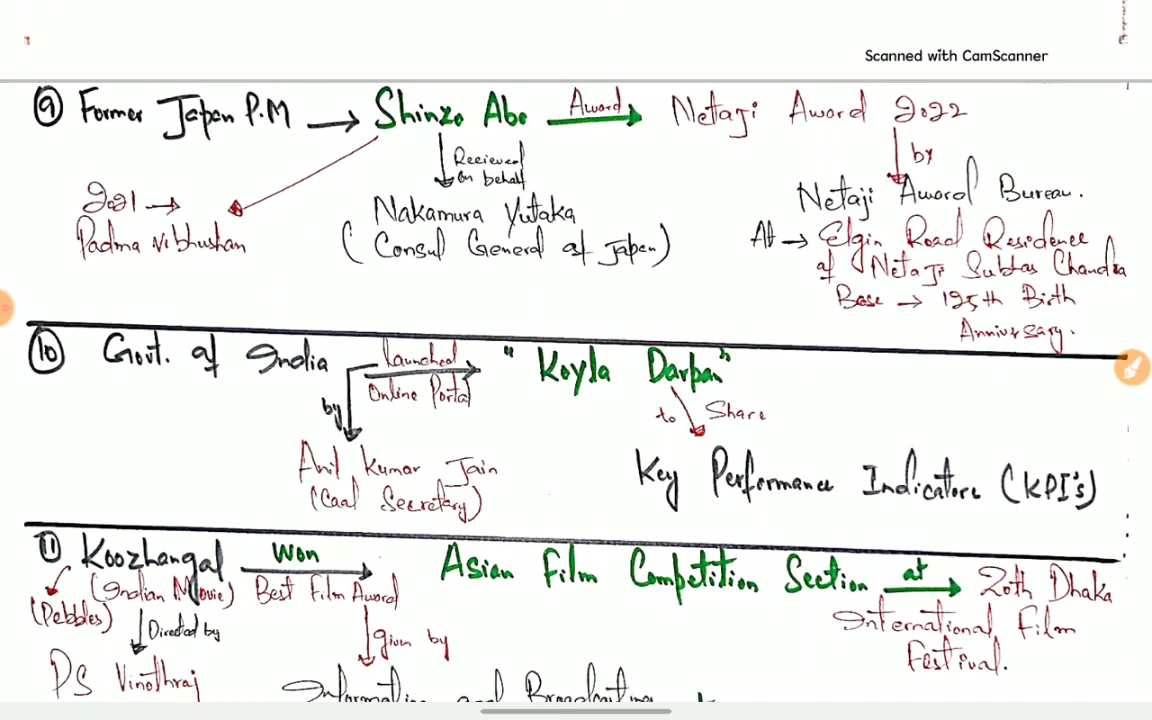 Scanned with CamScanner
⑨ Former Japan P.M → Shinzo Abe Award → Netaji Award 2022
Recieved on behalf
by
2021 →
Padma Vibhushan
Nakamura Yutaka
(Consul General of Japan)
Netaji Award Bureau.
At → Elgin Road Residence
of Netaji Subhas Chandra
Bose → 125th Birth
Anniversary.
⑩ Govt. of India launched Online Portal → "Koyla Darpan"
by
to Share
Anil Kumar Jain
(Coal Secretary)
Key Performance Indicators (KPI's)
⑪ Koozhangal won → Asian Film Competition Section at → 20th Dhaka
(Indian Movie) Best Film Award
International Film
Festival.
(Pebbles)
Directed by
given by
PS Vinothraj
Information and Broadcasting